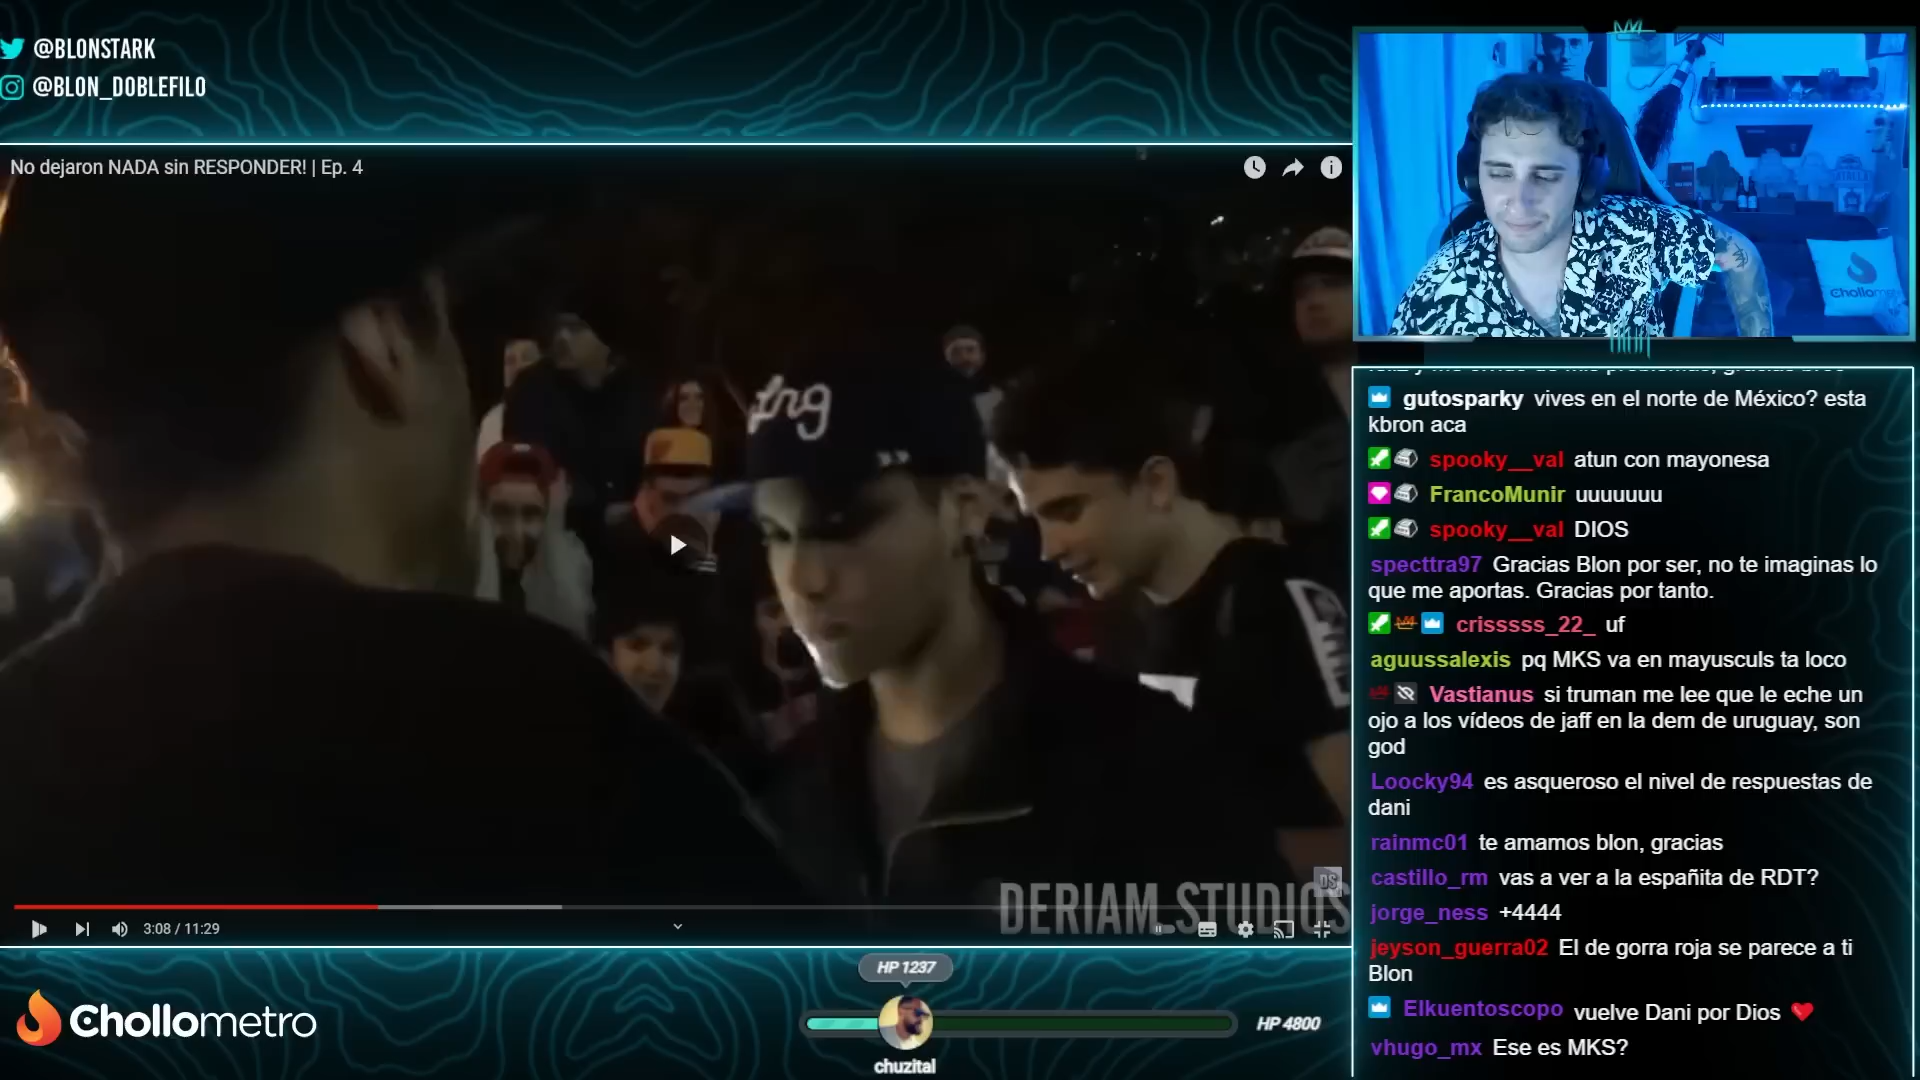 @BLONSTARK
@BLON_DOBLEFILO
No dejaron NADA sin RESPONDER! | Ep. 4
trg
DS
DERIAM_STUDIOS
3:08 / 11:29
Chollometro
HP 1237
HP 4800
chuzital
Chollome
gutosparky vives en el norte de México? esta
kbron aca
spooky__val atun con mayonesa
FrancoMunir uuuuuuu
spooky__val DIOS
specttra97 Gracias Blon por ser, no te imaginas lo
que me aportas. Gracias por tanto.
crisssss_22_ uf
aguussalexis pq MKS va en mayusculs ta loco
Vastianus si truman me lee que le eche un
ojo a los vídeos de jaff en la dem de uruguay, son
god
Loocky94 es asqueroso el nivel de respuestas de
dani
rainmc01 te amamos blon, gracias
castillo_rm vas a ver a la españita de RDT?
jorge_ness +4444
jeyson_guerra02 El de gorra roja se parece a ti
Blon
Elkuentoscopo vuelve Dani por Dios
vhugo_mx Ese es MKS?